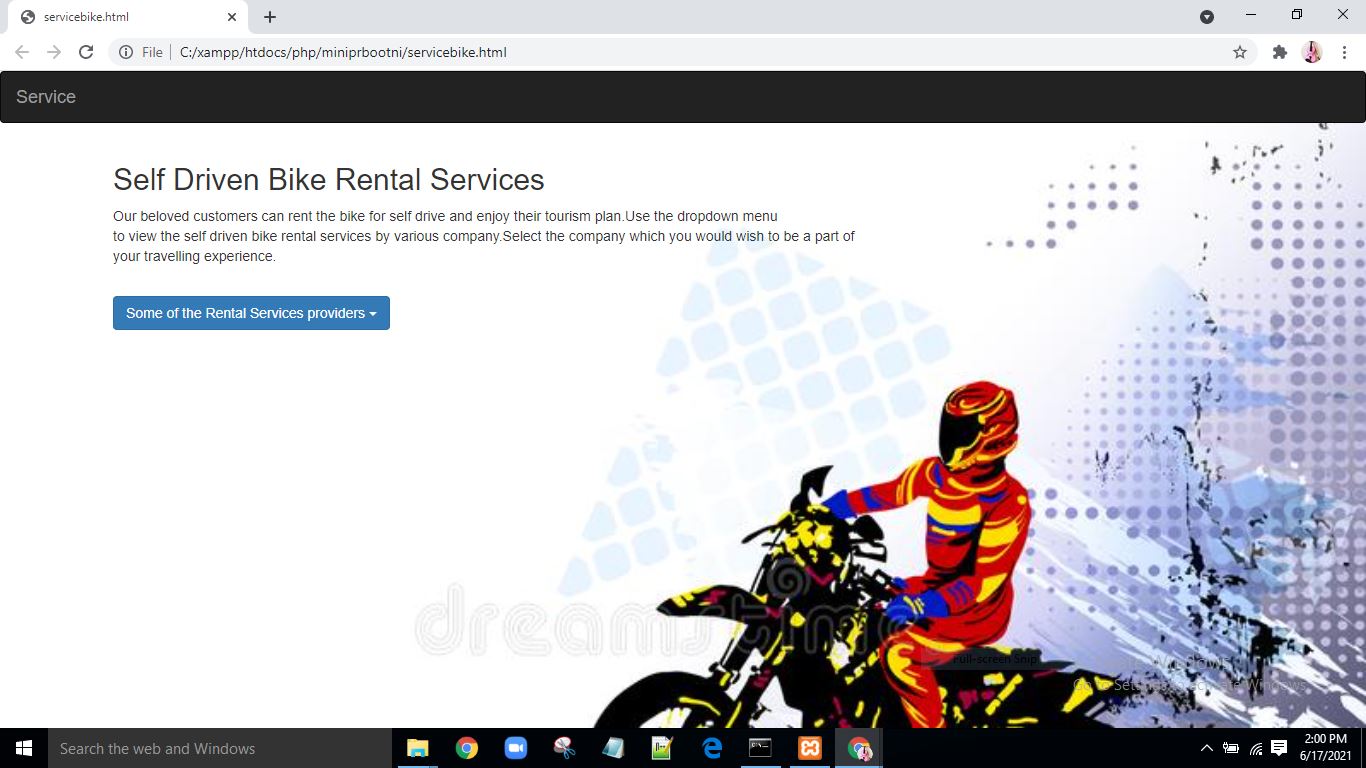 servicebike.html
File
C:/xampp/htdocs/php/miniprbootni/servicebike.html
Service
Self Driven Bike Rental Services
Our beloved customers can rent the bike for self drive and enjoy their tourism plan.Use the dropdown menu
to view the self driven bike rental services by various company.Select the company which you would wish to be a part of
your travelling experience.
Some of the Rental Services providers
dreamstime
Full-screen Snip
Windows
Go to Settings to activate Windows.
Search the web and Windows
2:00 PM
6/17/2021